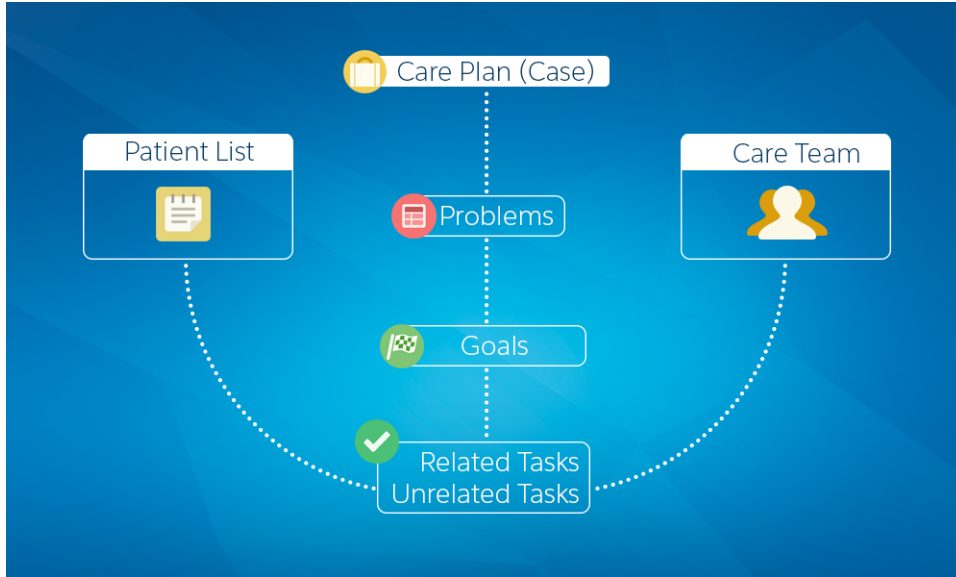 Care Plan (Case)
Patient List
Care Team
Problems
Goals
Related Tasks
Unrelated Tasks